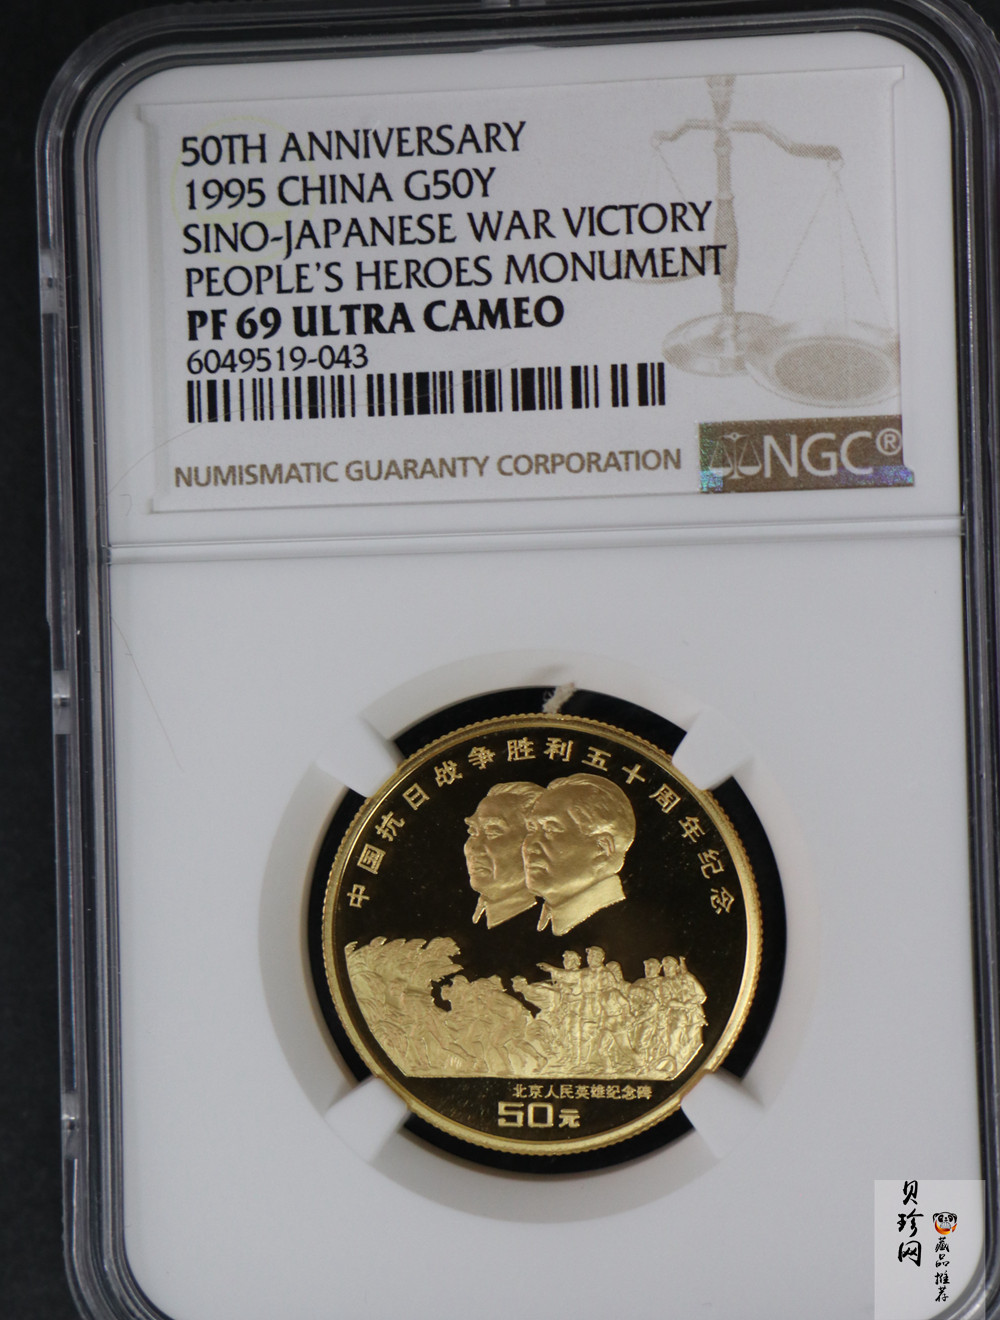 50TH ANNIVERSARY
1995 CHINA G50Y
SINO-JAPANESE WAR VICTORY
PEOPLE'S HEROES MONUMENT
PF 69 ULTRA CAMEO
6049519-043
NUMISMATIC GUARANTY CORPORATION
NGC®
中国抗日战争胜利五十周年纪念
北京人民英雄纪念碑
50元
贝珍网
藏品推荐